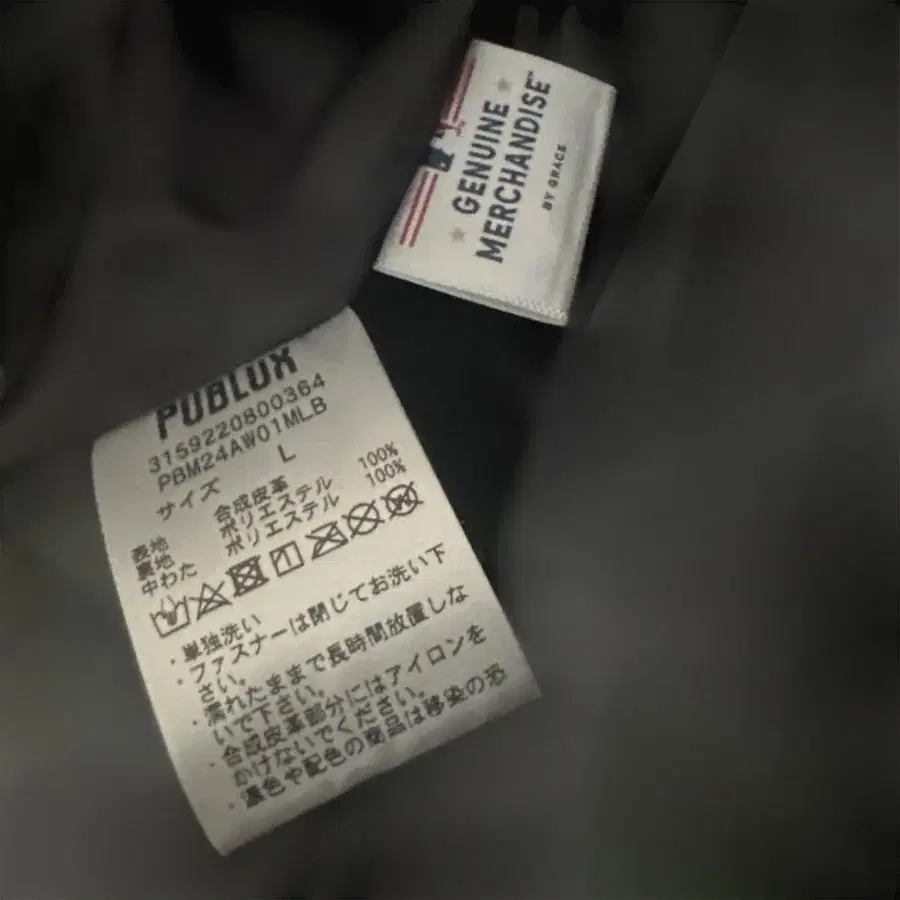 GENUINE
MERCHANDISE™
BY GRACE
PUBLUX
3159220800364
PBM24AW01MLB
サイズ L
表地 合成皮革
裏地 ポリエステル 100%
中わた ポリエステル 100%
・単独洗い
・ファスナーは閉じてお洗い下
さい。
・濡れたままで長時間放置しな
いで下さい。
・合成皮革部分にはアイロンを
かけないでください。
・濃色や配色の商品は移染の恐